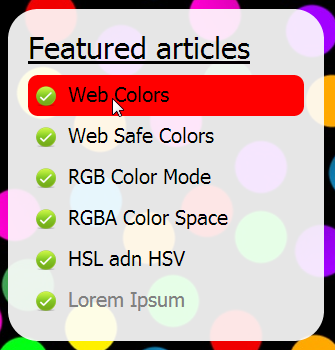 Featured articles
Web Colors
Web Safe Colors
RGB Color Mode
RGBA Color Space
HSL adn HSV
Lorem Ipsum